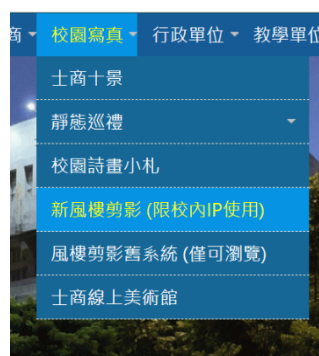 商 校園寫真 行政單位 教學單位
士商十景
靜態巡禮
校園詩畫小札
新風樓剪影 (限校內IP使用)
風樓剪影舊系統 (僅可瀏覽)
士商線上美術館